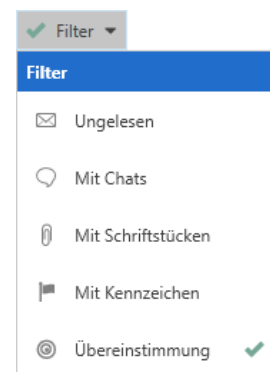 Filter
Filter
Ungelesen
Mit Chats
Mit Schriftstücken
Mit Kennzeichen
Übereinstimmung